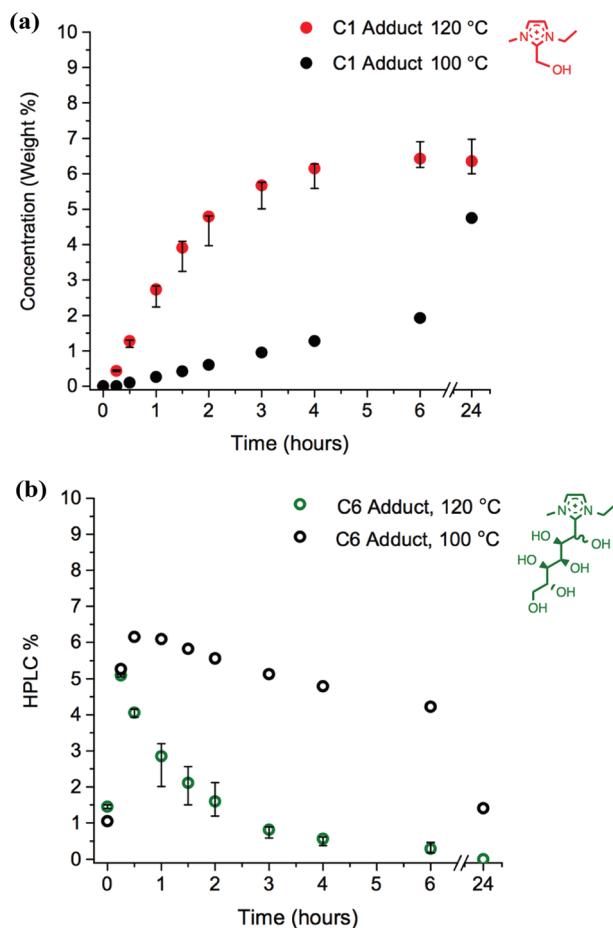 (a)
C1 Adduct 120 °C
C1 Adduct 100 °C
N
+
N
OH
Concentration (Weight %)
10
9
8
7
6
5
4
3
2
1
0
0 1 2 3 4 5 6 24
Time (hours)
(b)
C6 Adduct, 120 °C
C6 Adduct, 100 °C
N
+
N
HO
OH
HO
OH
OH
HO
HPLC %
10
9
8
7
6
5
4
3
2
1
0
0 1 2 3 4 5 6 24
Time (hours)